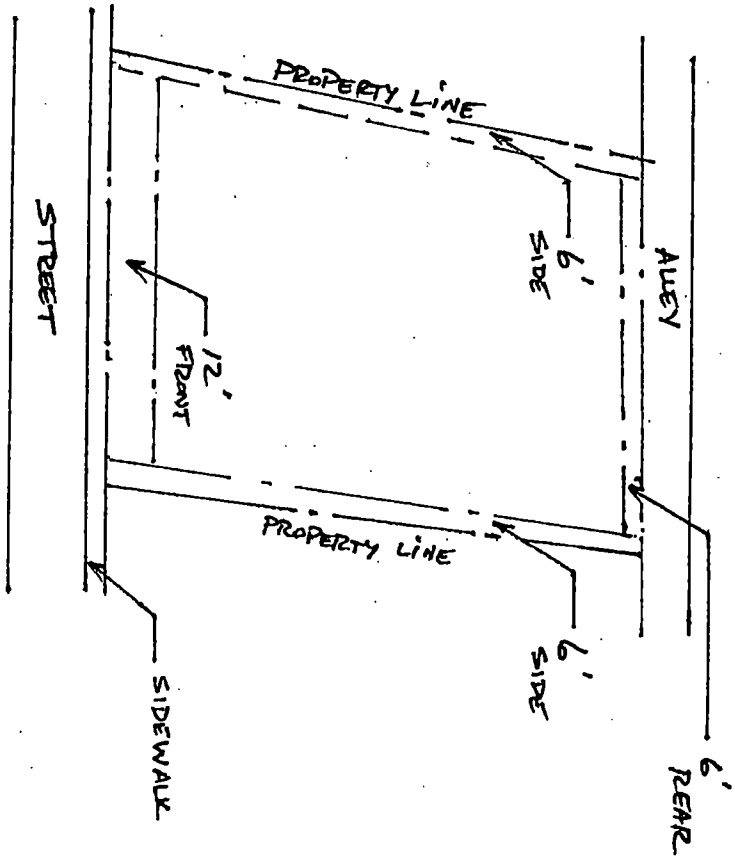 PROPERTY LINE
6'
SIDE
ALLEY
STREET
12'
FRONT
PROPERTY LINE
6'
SIDE
6'
REAR
SIDEWALK